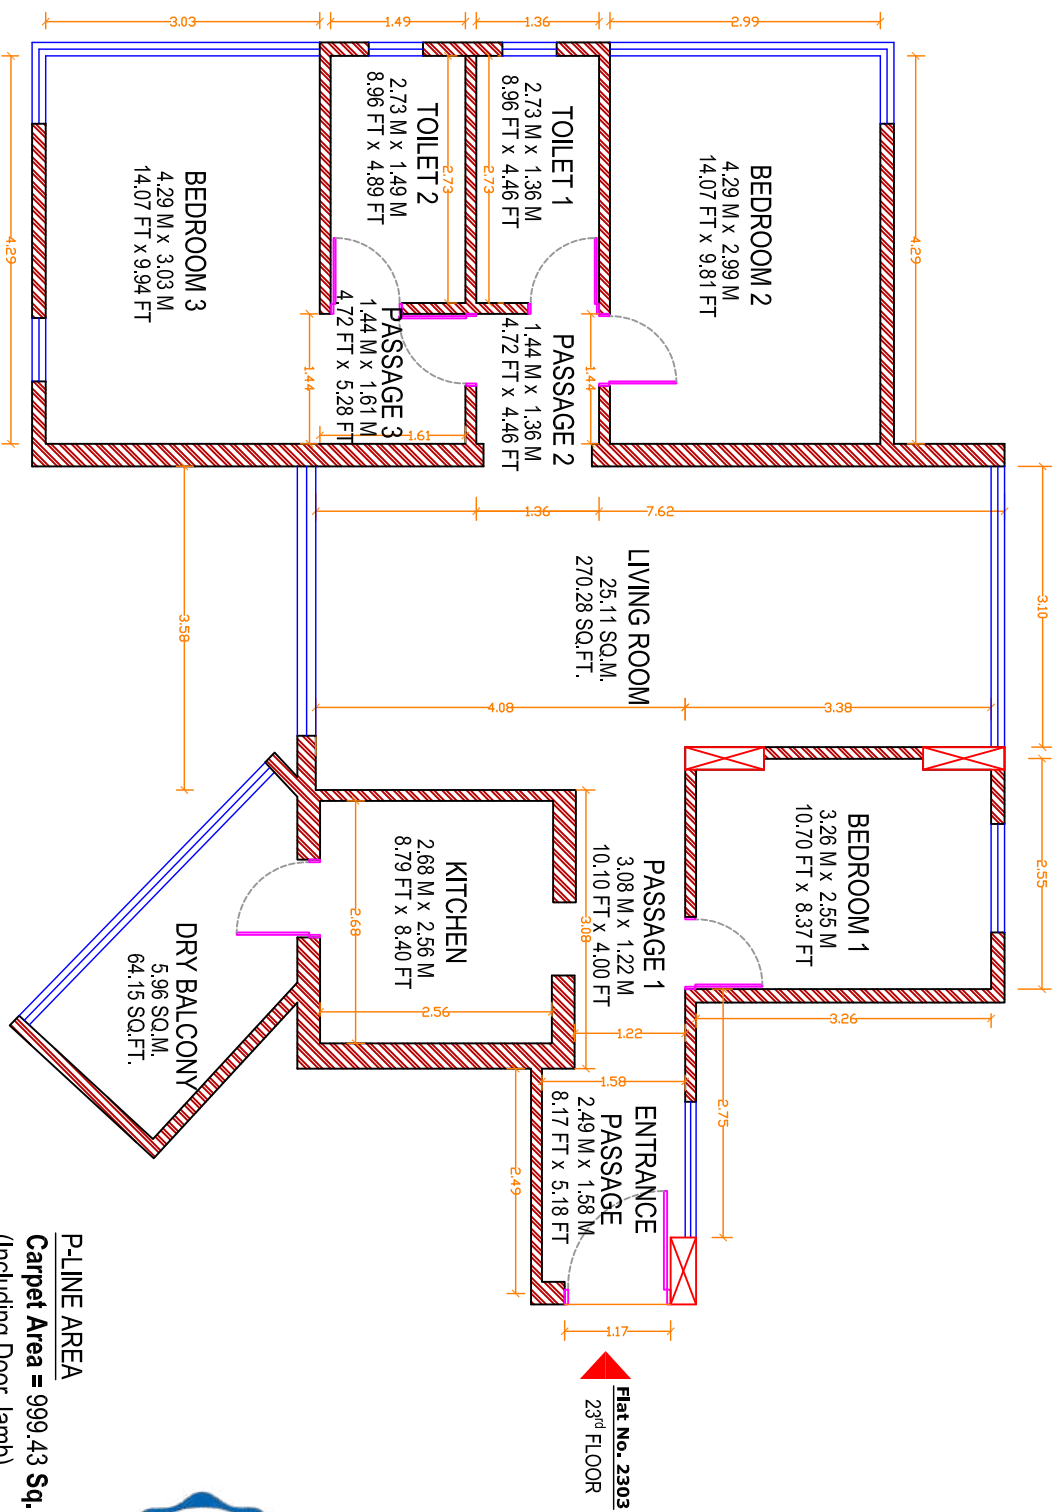 BEDROOM 2
4.29 M x 2.99 M
14.07 FT x 9.81 FT
TOILET 1
2.73 M x 1.36 M
8.96 FT x 4.46 FT
TOILET 2
2.73 M x 1.49 M
8.96 FT x 4.89 FT
BEDROOM 3
4.29 M x 3.03 M
14.07 FT x 9.94 FT
PASSAGE 2
1.44 M x 1.36 M
4.72 FT x 4.46 FT
PASSAGE 3
1.44 M x 1.61 M
4.72 FT x 5.28 FT
LIVING ROOM
25.11 SQ.M.
270.28 SQ.FT.
BEDROOM 1
3.26 M x 2.55 M
10.70 FT x 8.37 FT
PASSAGE 1
3.08 M x 1.22 M
10.10 FT x 4.00 FT
KITCHEN
2.68 M x 2.56 M
8.79 FT x 8.40 FT
DRY BALCONY
5.96 SQ.M.
64.15 SQ.FT.
ENTRANCE
PASSAGE
2.49 M x 1.58 M
8.17 FT x 5.18 FT
Flat No. 2303
23rd FLOOR
P-LINE AREA
Carpet Area = 999.43 Sq.
(Including Door Jamb)
3.03
1.49
1.36
2.99
4.29
4.29
2.73
2.73
1.44
1.44
1.61
1.36
7.62
3.10
3.58
4.08
3.38
2.55
3.08
2.68
2.56
1.22
3.26
1.58
2.75
2.49
1.17